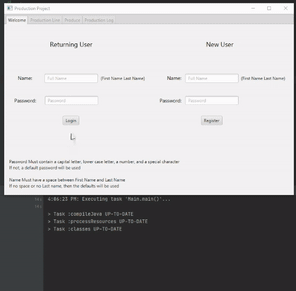 Production Project
Welcome Production Line Product Production Log
Returning User
New User
Name: Full Name (First Name Last Name)
Name: Full Name (First Name Last Name)
Password: Password
Password: Password
Login
Register
Password Must contain a capital letter, lower case letter, a number, and a special character
If not, a default password will be used
Name Must have a space between First Name and Last Name
If no space or no Last Name, then the defaults will be used
4:06:23 PM: Executing task 'Main.main()'...
> Task :compileJava UP-TO-DATE
> Task :processResources UP-TO-DATE
> Task :classes UP-TO-DATE